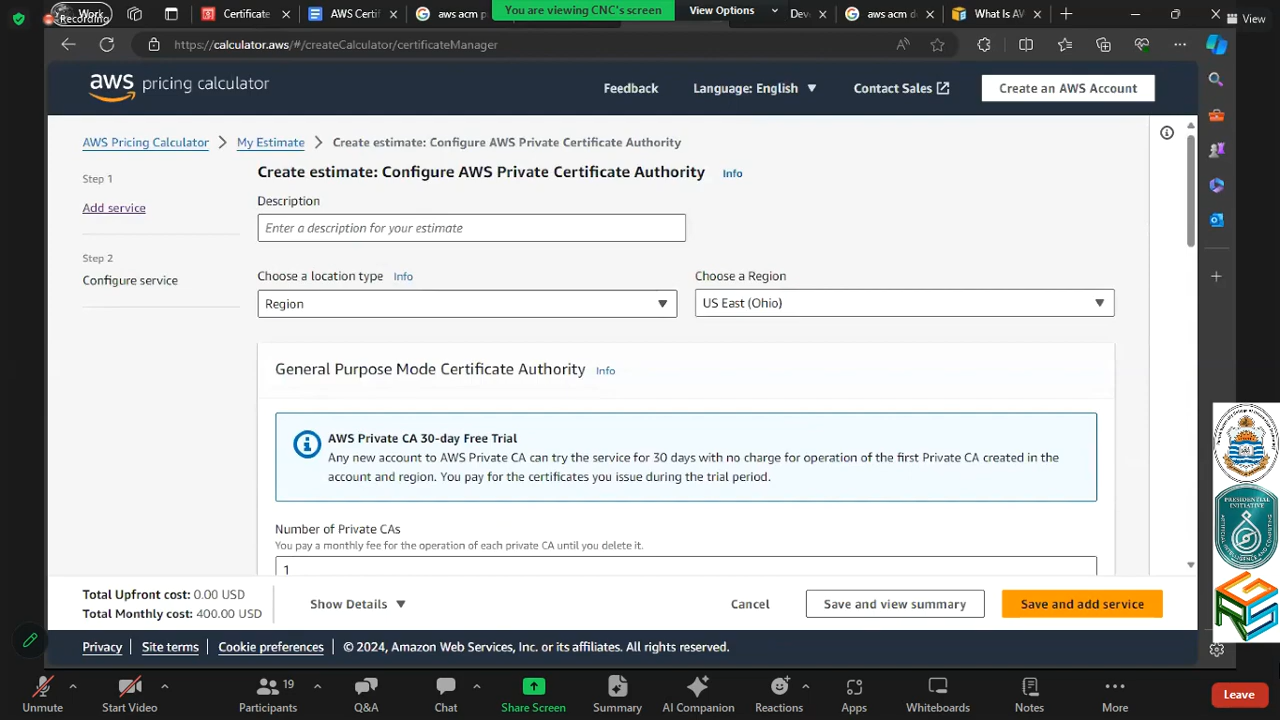 Work
Recording
Certificate
AWS Certif
aws acm p
You are viewing CNC's screen
View Options
Dev
aws acm d
What Is AW
View
https://calculator.aws/#/createCalculator/certificateManager
aws pricing calculator
Feedback
Language: English
Contact Sales
Create an AWS Account
AWS Pricing Calculator
My Estimate
Create estimate: Configure AWS Private Certificate Authority
Step 1
Add service
Step 2
Configure service
Create estimate: Configure AWS Private Certificate Authority Info
Description
Enter a description for your estimate
Choose a location type Info
Region
Choose a Region
US East (Ohio)
General Purpose Mode Certificate Authority Info
AWS Private CA 30-day Free Trial
Any new account to AWS Private CA can try the service for 30 days with no charge for operation of the first Private CA created in the
account and region. You pay for the certificates you issue during the trial period.
Number of Private CAs
You pay a monthly fee for the operation of each private CA until you delete it.
1
Total Upfront cost: 0.00 USD
Total Monthly cost: 400.00 USD
Show Details
Cancel
Save and view summary
Save and add service
Privacy
Site terms
Cookie preferences
© 2024, Amazon Web Services, Inc. or its affiliates. All rights reserved.
PRESIDENTIAL
INITIATIVE
Unmute
Start Video
19
Participants
Q&A
Chat
Share Screen
Summary
AI Companion
Reactions
Apps
Whiteboards
Notes
More
Leave